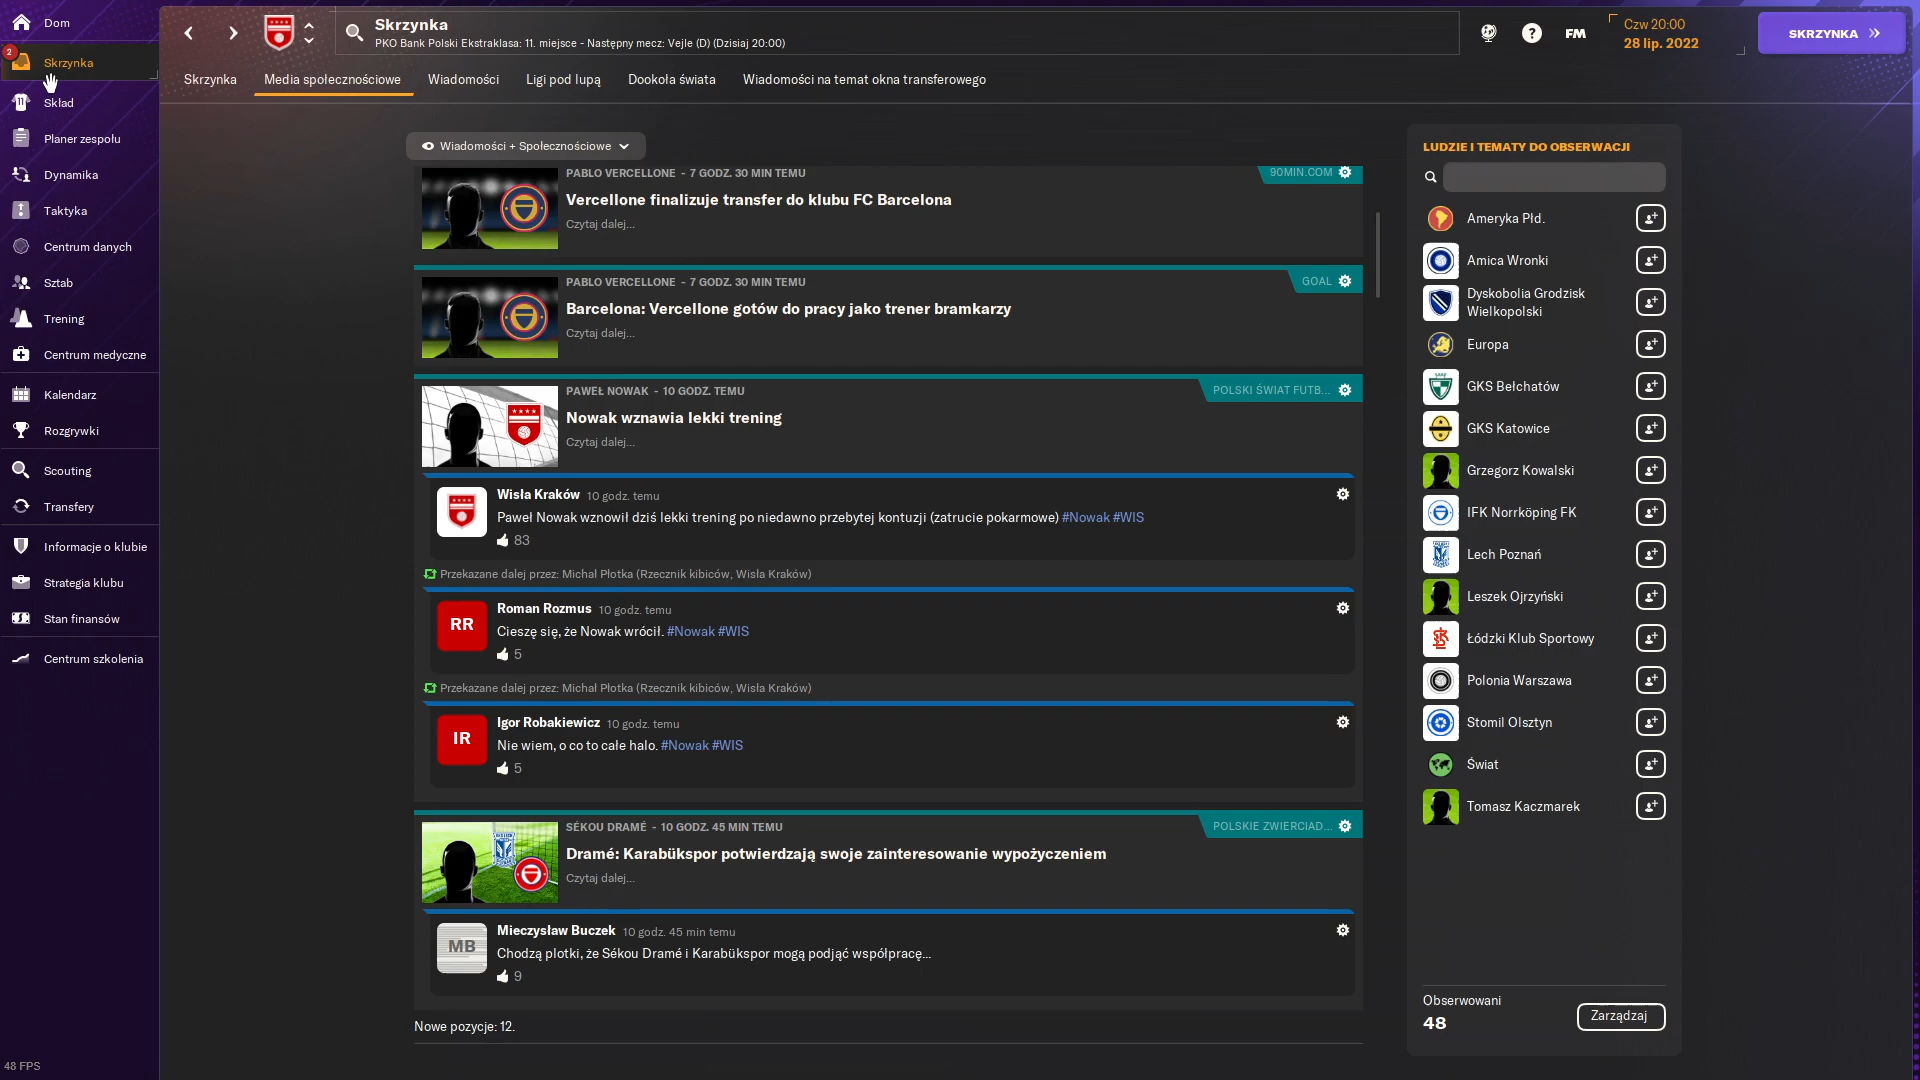 Dom
2
Skrzynka
Skład
Planer zespołu
Dynamika
Taktyka
Centrum danych
Sztab
Trening
Centrum medyczne
Kalendarz
Rozgrywki
Scouting
Transfery
Informacje o klubie
Strategia klubu
Stan finansów
Centrum szkolenia
48 FPS
Skrzynka
PKO Bank Polski Ekstraklasa: 11. miejsce - Następny mecz: Vejle (D) (Dzisiaj 20:00)
FM
Czw 20:00
28 lip. 2022
SKRZYNKA
Skrzynka
Media społecznościowe
Wiadomości
Ligi pod lupą
Dookoła świata
Wiadomości na temat okna transferowego
Wiadomości + Społecznościowe
PABLO VERCELLONE - 7 GODZ. 30 MIN TEMU
90MIN.COM
Vercellone finalizuje transfer do klubu FC Barcelona
Czytaj dalej...
PABLO VERCELLONE - 7 GODZ. 30 MIN TEMU
GOAL
Barcelona: Vercellone gotów do pracy jako trener bramkarzy
Czytaj dalej...
PAWEŁ NOWAK - 10 GODZ. TEMU
POLSKI ŚWIAT FUTB...
Nowak wznawia lekki trening
Czytaj dalej...
Wisła Kraków 10 godz. temu
Paweł Nowak wznowił dziś lekki trening po niedawno przebytej kontuzji (zatrucie pokarmowe) #Nowak #WIS
83
Przekazane dalej przez: Michał Płotka (Rzecznik kibiców, Wisła Kraków)
RR
Roman Rozmus 10 godz. temu
Cieszę się, że Nowak wrócił. #Nowak #WIS
5
Przekazane dalej przez: Michał Płotka (Rzecznik kibiców, Wisła Kraków)
IR
Igor Robakiewicz 10 godz. temu
Nie wiem, o co to całe halo. #Nowak #WIS
5
SÉKOU DRAMÉ - 10 GODZ. 45 MIN TEMU
POLSKIE ZWIERCIAD...
Dramé: Karabükspor potwierdzają swoje zainteresowanie wypożyczeniem
Czytaj dalej...
MB
Mieczysław Buczek 10 godz. 45 min temu
Chodzą plotki, że Sékou Dramé i Karabükspor mogą podjąć współpracę...
9
Nowe pozycje: 12.
LUDZIE I TEMATY DO OBSERWACJI
Ameryka Płd.
Amica Wronki
Dyskobolia Grodzisk
Wielkopolski
Europa
GKS Bełchatów
GKS Katowice
Grzegorz Kowalski
IFK Norrköping FK
Lech Poznań
Leszek Ojrzyński
Łódzki Klub Sportowy
Polonia Warszawa
Stomil Olsztyn
Świat
Tomasz Kaczmarek
Obserwowani
48
Zarządzaj